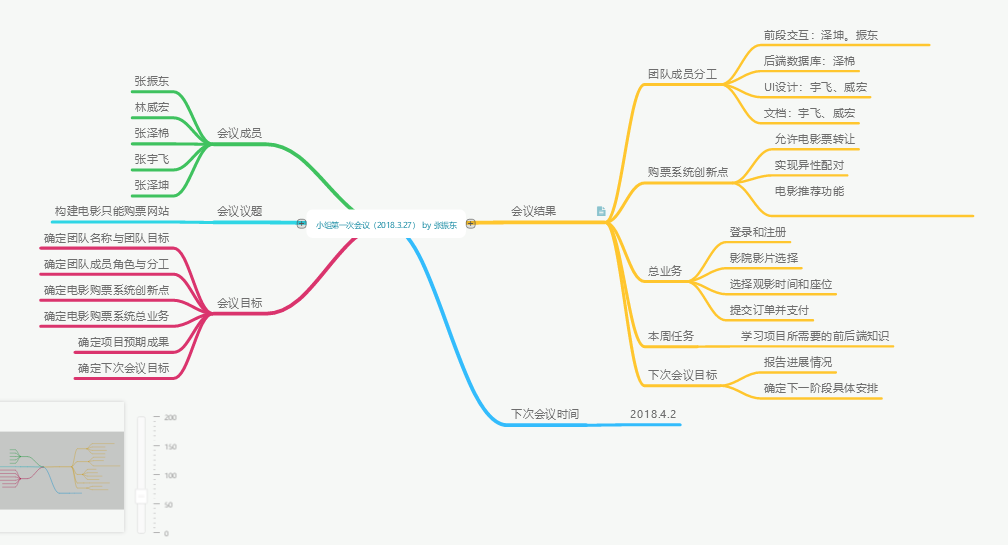 小组第一次会议（2018.3.27） by 张振东
会议成员
张振东
林威宏
张泽棉
张宇飞
张泽坤
会议议题
构建电影只能购票网站
会议目标
确定团队名称与团队目标
确定团队成员角色与分工
确定电影购票系统创新点
确定电影购票系统总业务
确定项目预期成果
确定下次会议目标
会议结果
团队成员分工
前段交互：泽坤。振东
后端数据库：泽棉
UI设计：宇飞、威宏
文档：宇飞、威宏
购票系统创新点
允许电影票转让
实现异性配对
电影推荐功能
总业务
登录和注册
影院影片选择
选择观影时间和座位
提交订单并支付
本周任务
学习项目所需要的前后端知识
下次会议目标
报告进展情况
确定下一阶段具体安排
下次会议时间
2018.4.2
200
150
100
50
0